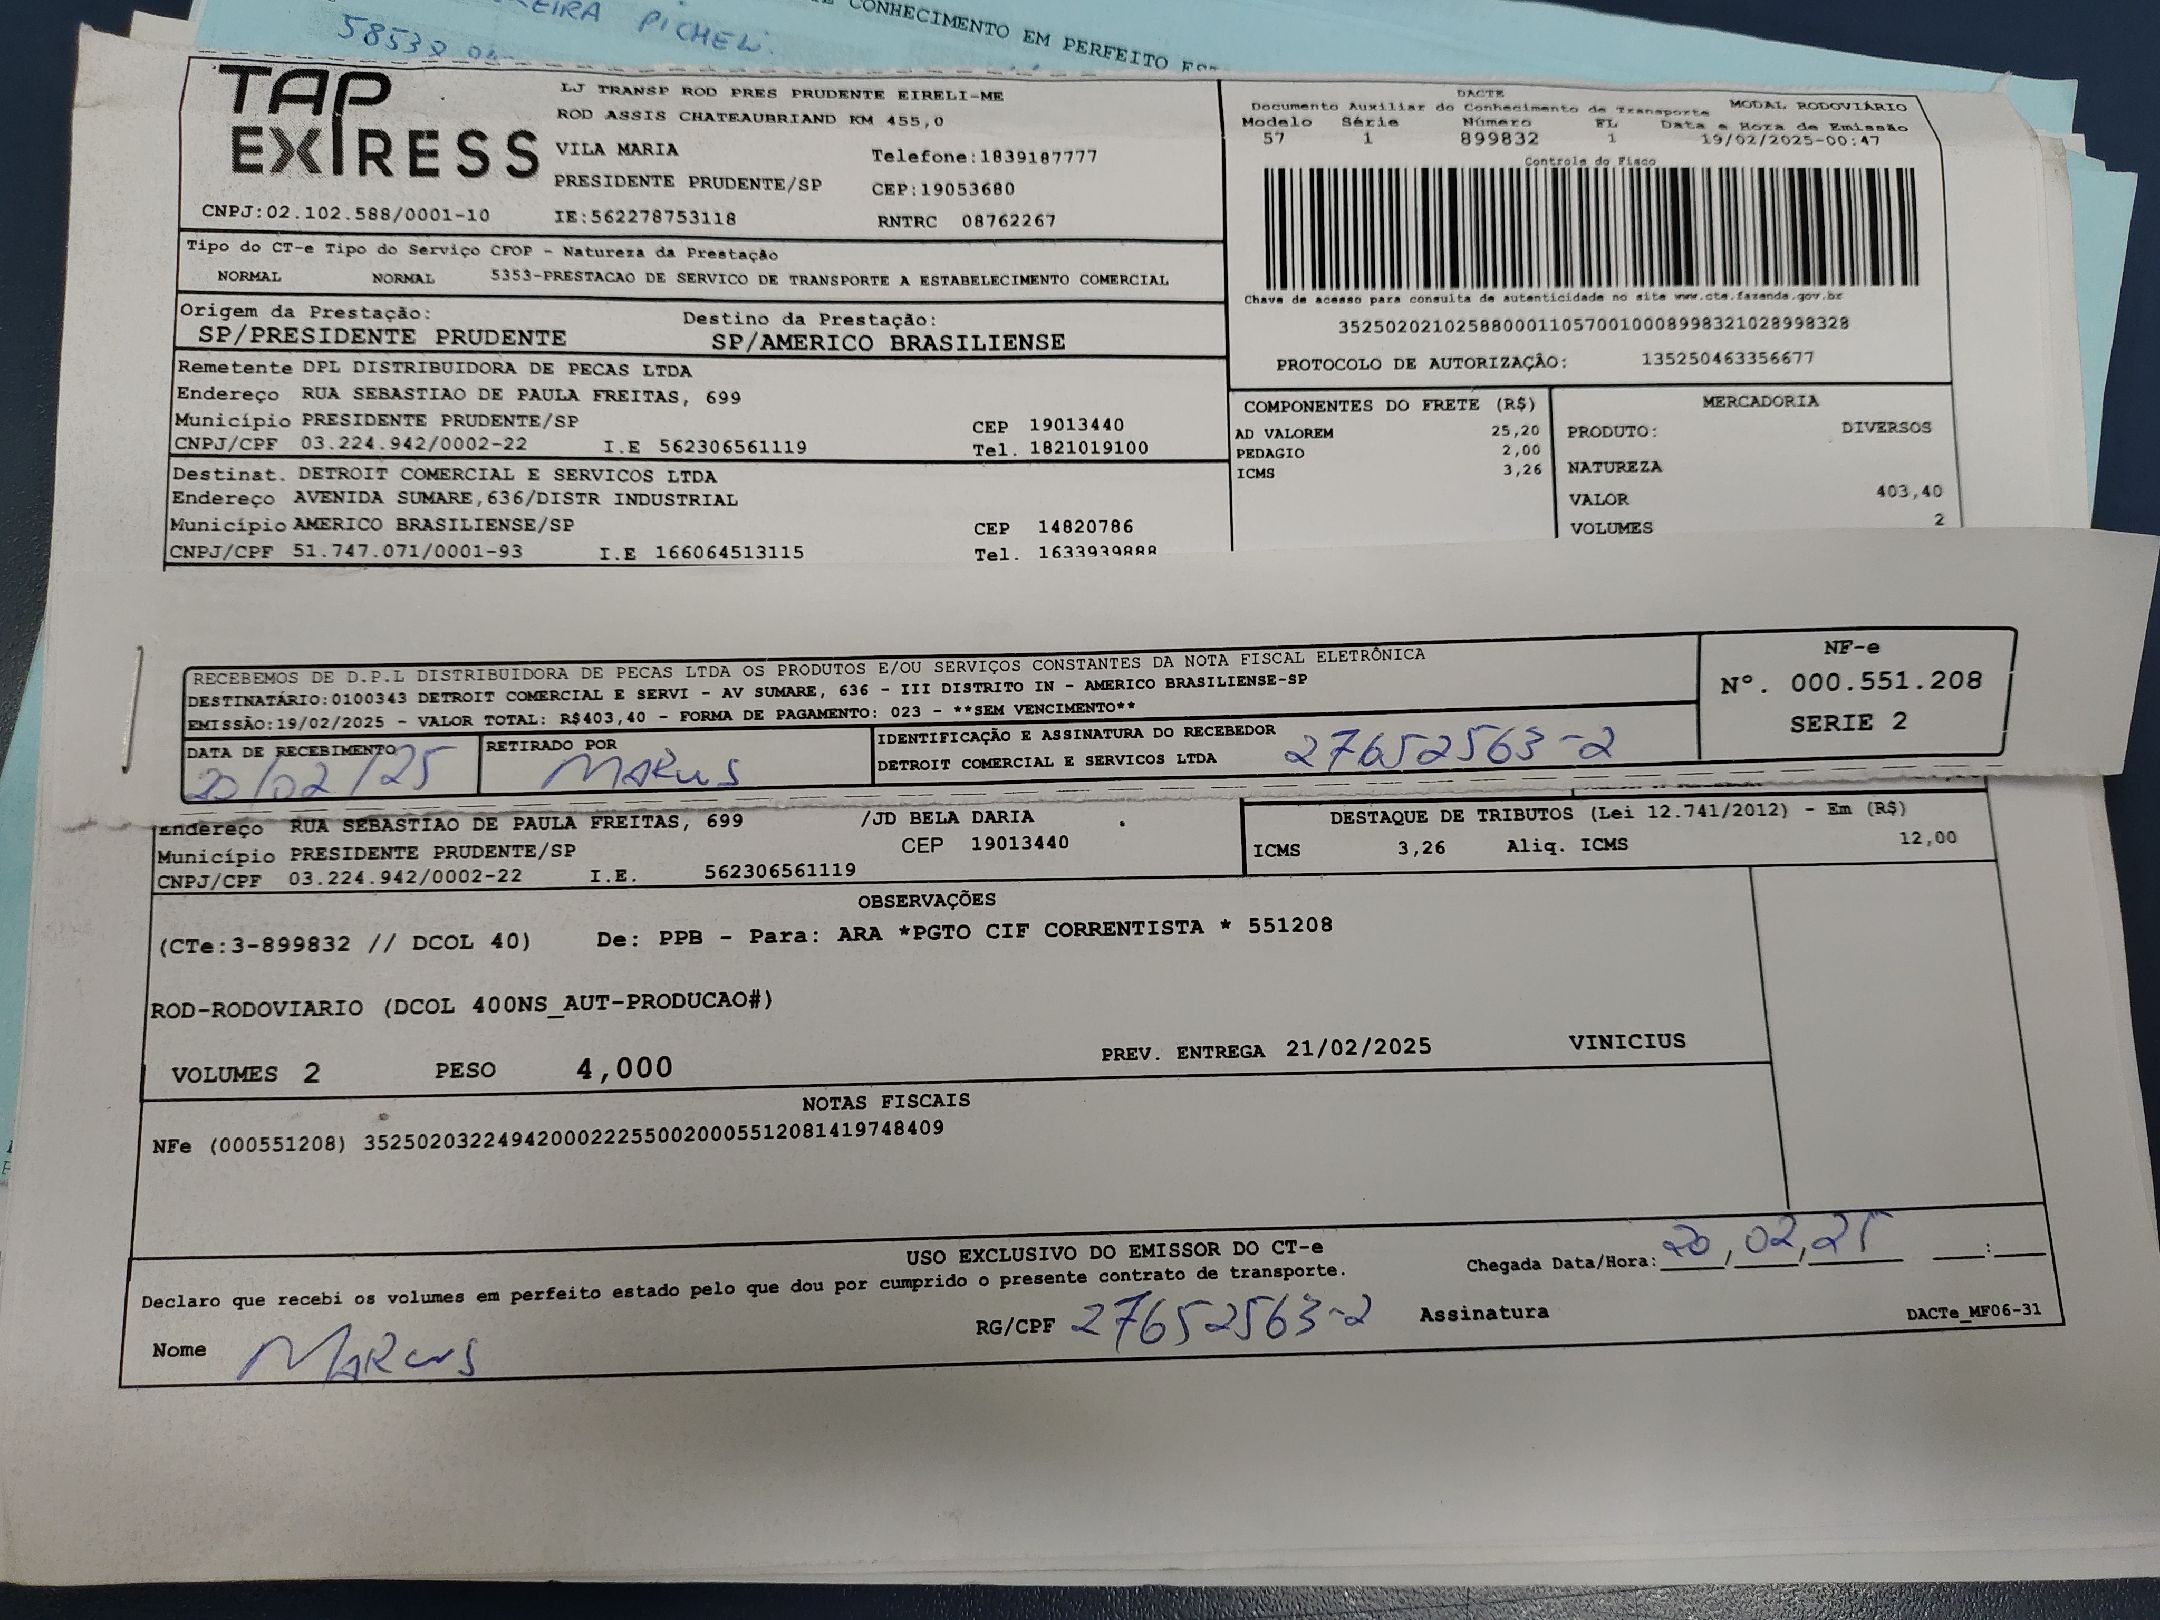 PICHELI
CONHECIMENTO EM PERFEITO
TAP EXPRESS
LJ TRANSP ROD PRES PRUDENTE EIRELI-ME
ROD ASSIS CHATEAUBRIAND KM 455,0
VILA MARIA Telefone:1839187777
PRESIDENTE PRUDENTE/SP CEP:19053680
CNPJ:02.102.588/0001-10 IE:562278753118 RNTRC 08762267
DACTE
Documento Auxiliar do Conhecimento de Transporte MODAL RODOVIÁRIO
Modelo Série Número FL Data e Hora de Emissão
57 1 899832 1 19/02/2025-00:47
Controle do Fisco
Chave de acesso para consulta de autenticidade no site www.cte.fazenda.gov.br
35250202102588000110570010008998321028998328
PROTOCOLO DE AUTORIZAÇÃO: 135250463356677
Tipo do CT-e Tipo do Serviço CFOP - Natureza da Prestação
NORMAL NORMAL 5353-PRESTACAO DE SERVICO DE TRANSPORTE A ESTABELECIMENTO COMERCIAL
Origem da Prestação: Destino da Prestação:
SP/PRESIDENTE PRUDENTE SP/AMERICO BRASILIENSE
Remetente DPL DISTRIBUIDORA DE PECAS LTDA
Endereço RUA SEBASTIAO DE PAULA FREITAS, 699
Município PRESIDENTE PRUDENTE/SP CEP 19013440
CNPJ/CPF 03.224.942/0002-22 I.E 562306561119 Tel. 1821019100
Destinat. DETROIT COMERCIAL E SERVICOS LTDA
Endereço AVENIDA SUMARE,636/DISTR INDUSTRIAL
Município AMERICO BRASILIENSE/SP CEP 14820786
CNPJ/CPF 51.747.071/0001-93 I.E 166064513115 Tel. 1633939888
COMPONENTES DO FRETE (R$)
AD VALOREM 25,20
PEDAGIO 2,00
ICMS 3,26
MERCADORIA
PRODUTO: DIVERSOS
NATUREZA
VALOR 403,40
VOLUMES 2
RECEBEMOS DE D.P.L DISTRIBUIDORA DE PECAS LTDA OS PRODUTOS E/OU SERVIÇOS CONSTANTES DA NOTA FISCAL ELETRÔNICA
DESTINATÁRIO:0100343 DETROIT COMERCIAL E SERVI - AV SUMARE, 636 - III DISTRITO IN - AMERICO BRASILIENSE-SP
EMISSÃO:19/02/2025 - VALOR TOTAL: R$403,40 - FORMA DE PAGAMENTO: 023 - **SEM VENCIMENTO**
NF-e
Nº. 000.551.208
SERIE 2
DATA DE RECEBIMENTO RETIRADO POR IDENTIFICAÇÃO E ASSINATURA DO RECEBEDOR
20/02/25 MARCUS DETROIT COMERCIAL E SERVICOS LTDA 27652563-2
Endereço RUA SEBASTIAO DE PAULA FREITAS, 699 /JD BELA DARIA
Município PRESIDENTE PRUDENTE/SP CEP 19013440
CNPJ/CPF 03.224.942/0002-22 I.E. 562306561119
DESTAQUE DE TRIBUTOS (Lei 12.741/2012) - Em (R$)
ICMS 3,26 Aliq. ICMS 12,00
OBSERVAÇÕES
(CTe:3-899832 // DCOL 40) De: PPB - Para: ARA *PGTO CIF CORRENTISTA * 551208
ROD-RODOVIARIO (DCOL 400NS_AUT-PRODUCAO#)
VOLUMES 2 PESO 4,000 PREV. ENTREGA 21/02/2025 VINICIUS
NOTAS FISCAIS
NFe (000551208) 35250203224942000222550020005512081419748409
USO EXCLUSIVO DO EMISSOR DO CT-e
Declaro que recebi os volumes em perfeito estado pelo que dou por cumprido o presente contrato de transporte.
Chegada Data/Hora: 20/02/25 __:__
Nome MARCUS RG/CPF 27652563-2 Assinatura DACTe_MF06-31